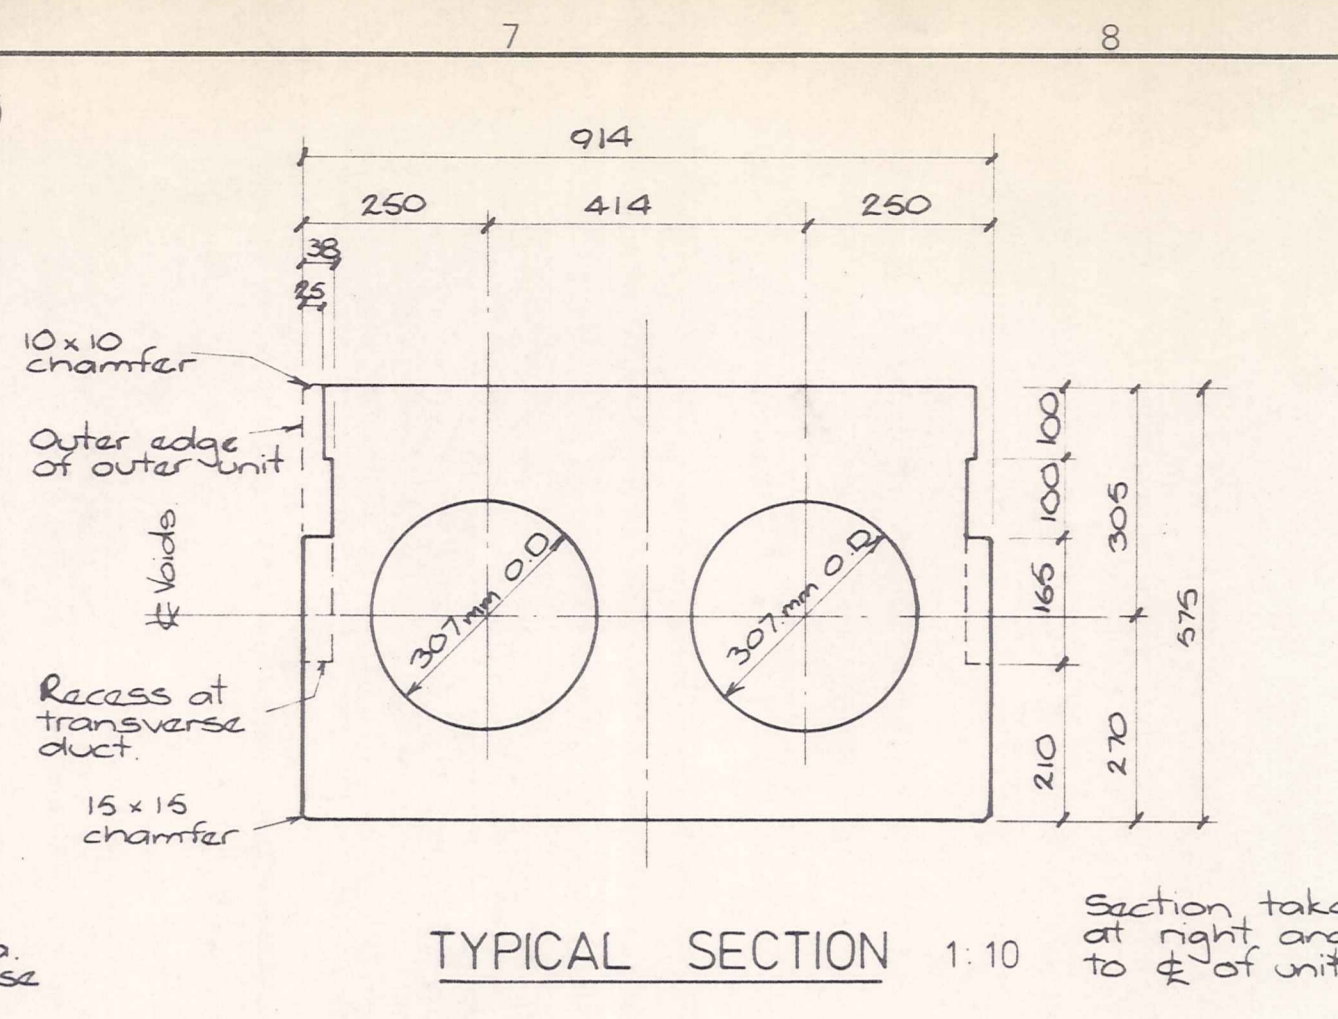 7
8
914
250
414
250
38
25
10 x 10
chamfer
Outer edge
of outer unit
℄ Voids
Recess at
transverse
duct.
15 x 15
chamfer
307mm O.D
307mm O.D
100
100
165
210
305
270
575
TYPICAL SECTION 1:10
Section take
at right ang
to ℄ of unit
a.
se